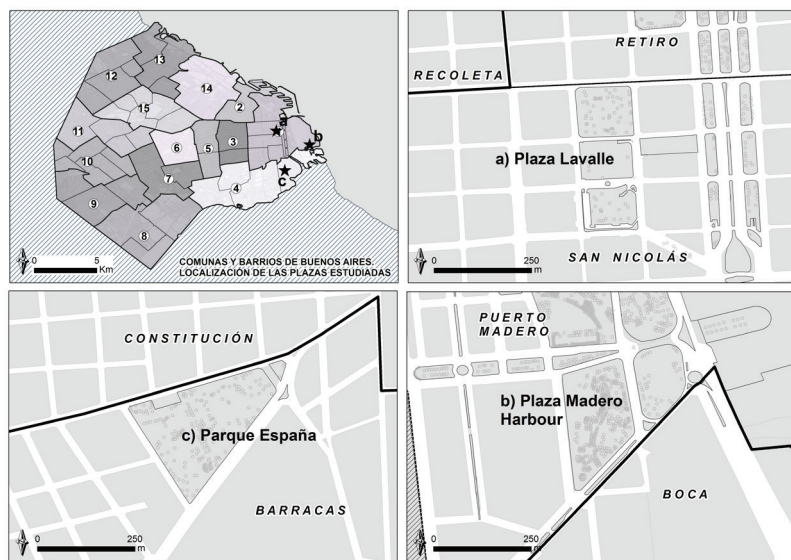 13
12
14
15
2
a
11
b
6
5
3
10
c
7
4
9
8
0 5
Km
COMUNAS Y BARRIOS DE BUENOS AIRES.
LOCALIZACIÓN DE LAS PLAZAS ESTUDIADAS
RETIRO
RECOLETA
a) Plaza Lavalle
SAN NICOLÁS
0 250
m
CONSTITUCIÓN
c) Parque España
BARRACAS
0 250
m
PUERTO
MADERO
b) Plaza Madero
Harbour
BOCA
0 250
m